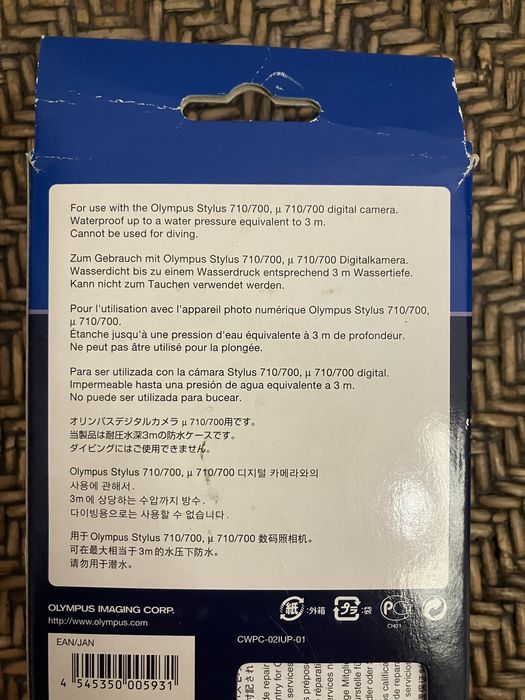 For use with the Olympus Stylus 710/700, μ 710/700 digital camera.
Waterproof up to a water pressure equivalent to 3 m.
Cannot be used for diving.
Zum Gebrauch mit Olympus Stylus 710/700, μ 710/700 Digitalkamera.
Wasserdicht bis zu einem Wasserdruck entsprechend 3 m Wassertiefe.
Kann nicht zum Tauchen verwendet werden.
Pour l'utilisation avec l'appareil photo numérique Olympus Stylus 710/700,
μ 710/700.
Étanche jusqu'à une pression d'eau équivalente à 3 m de profondeur.
Ne peut pas âtre utilisé pour la plongée.
Para ser utilizada con la cámara Stylus 710/700, μ 710/700 digital.
Impermeable hasta una presión de agua equivalente a 3 m.
No puede ser utilizado para bucear.
オリンパスデジタルカメラ μ 710/700用です。
当製品は耐圧水深3mの防水ケースです。
ダイビングにはご使用できません。
Olympus Stylus 710/700, μ 710/700 디지털 카메라와의
사용에 관해서.
3m에 상당하는 수압까지 방수.
다이빙용으로는 사용할 수 없습니다.
用于 Olympus Stylus 710/700, μ 710/700 数码照相机。
可在最大相当于3m的水压下防水。
请勿用于潜水。
OLYMPUS IMAGING CORP.
http://www.olympus.com
紙 :外箱
プラ :袋
CH01
CWPC-02IUP-01
EAN/JAN
4 545350 005931